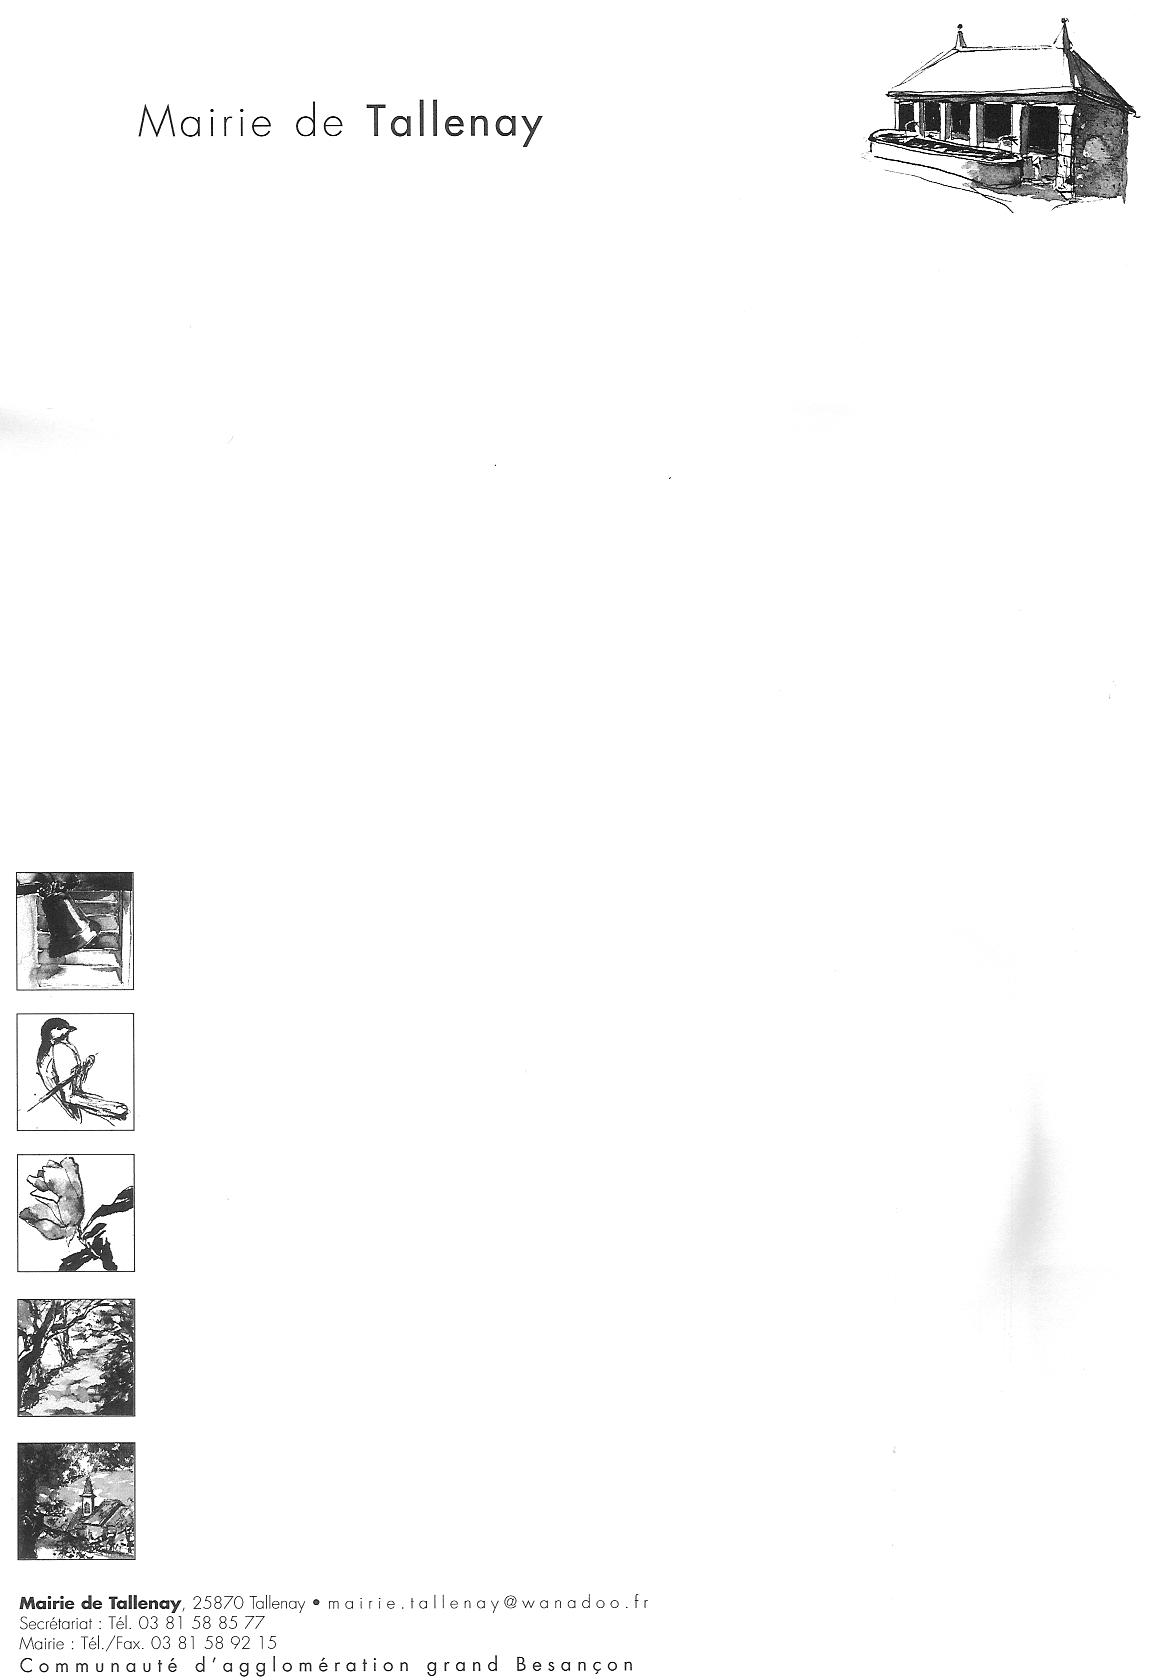 Mairie de Tallenay
Mairie de Tallenay, 25870 Tallenay • mairie.tallenay@wanadoo.fr
Secrétariat : Tél. 03 81 58 85 77
Mairie : Tél./Fax. 03 81 58 92 15
Communauté d'agglomération grand Besançon